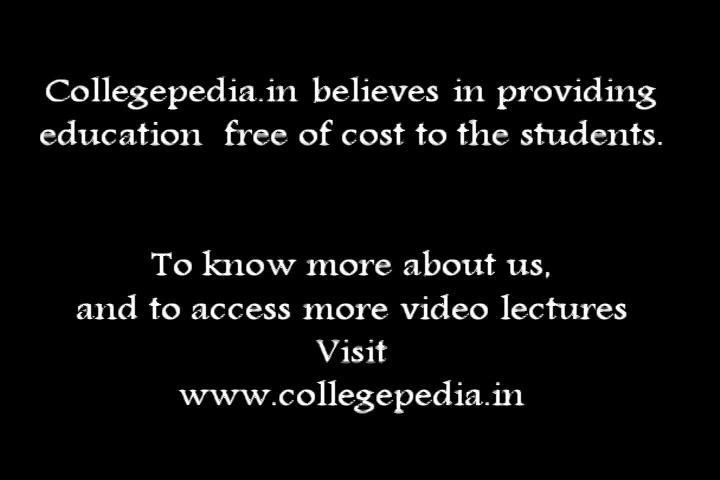 Collegepedia.in believes in providing
education free of cost to the students.
To know more about us,
and to access more video lectures
Visit
www.collegepedia.in